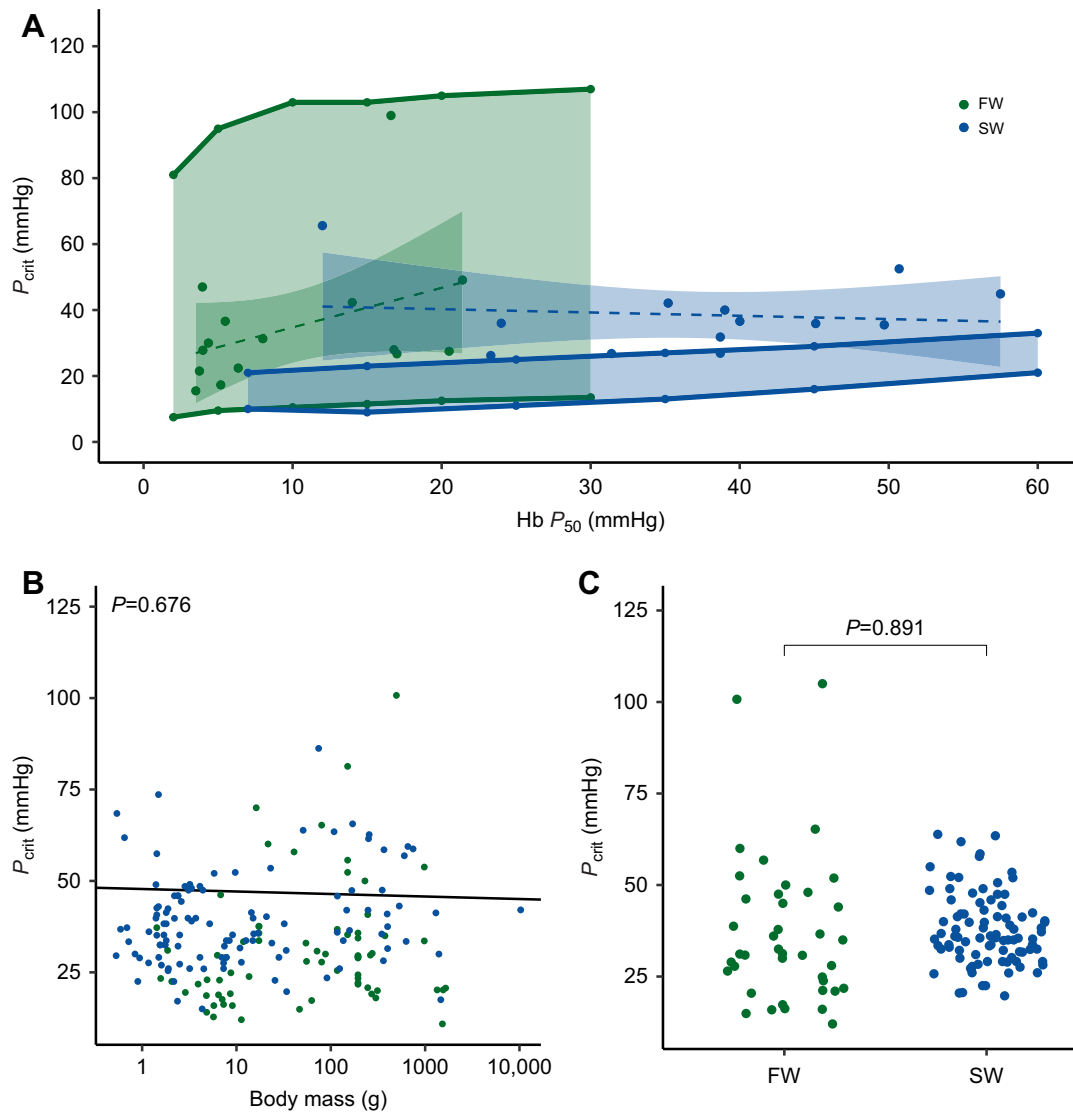 A
120
100
80
60
40
20
0
Pcrit (mmHg)
FW
SW
0 10 20 30 40 50 60
Hb P50 (mmHg)
B
P=0.676
125
100
75
50
25
Pcrit (mmHg)
1 10 100 1000 10,000
Body mass (g)
C
P=0.891
125
100
75
50
25
Pcrit (mmHg)
FW SW